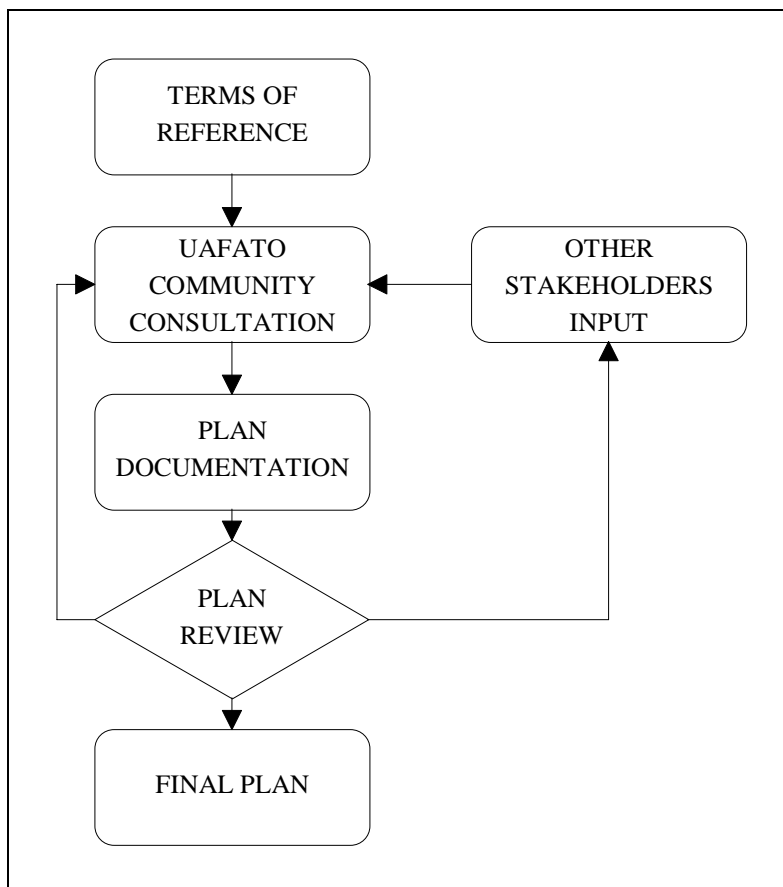 TERMS OF
REFERENCE
UAFATO
COMMUNITY
CONSULTATION
OTHER
STAKEHOLDERS
INPUT
PLAN
DOCUMENTATION
PLAN
REVIEW
FINAL PLAN